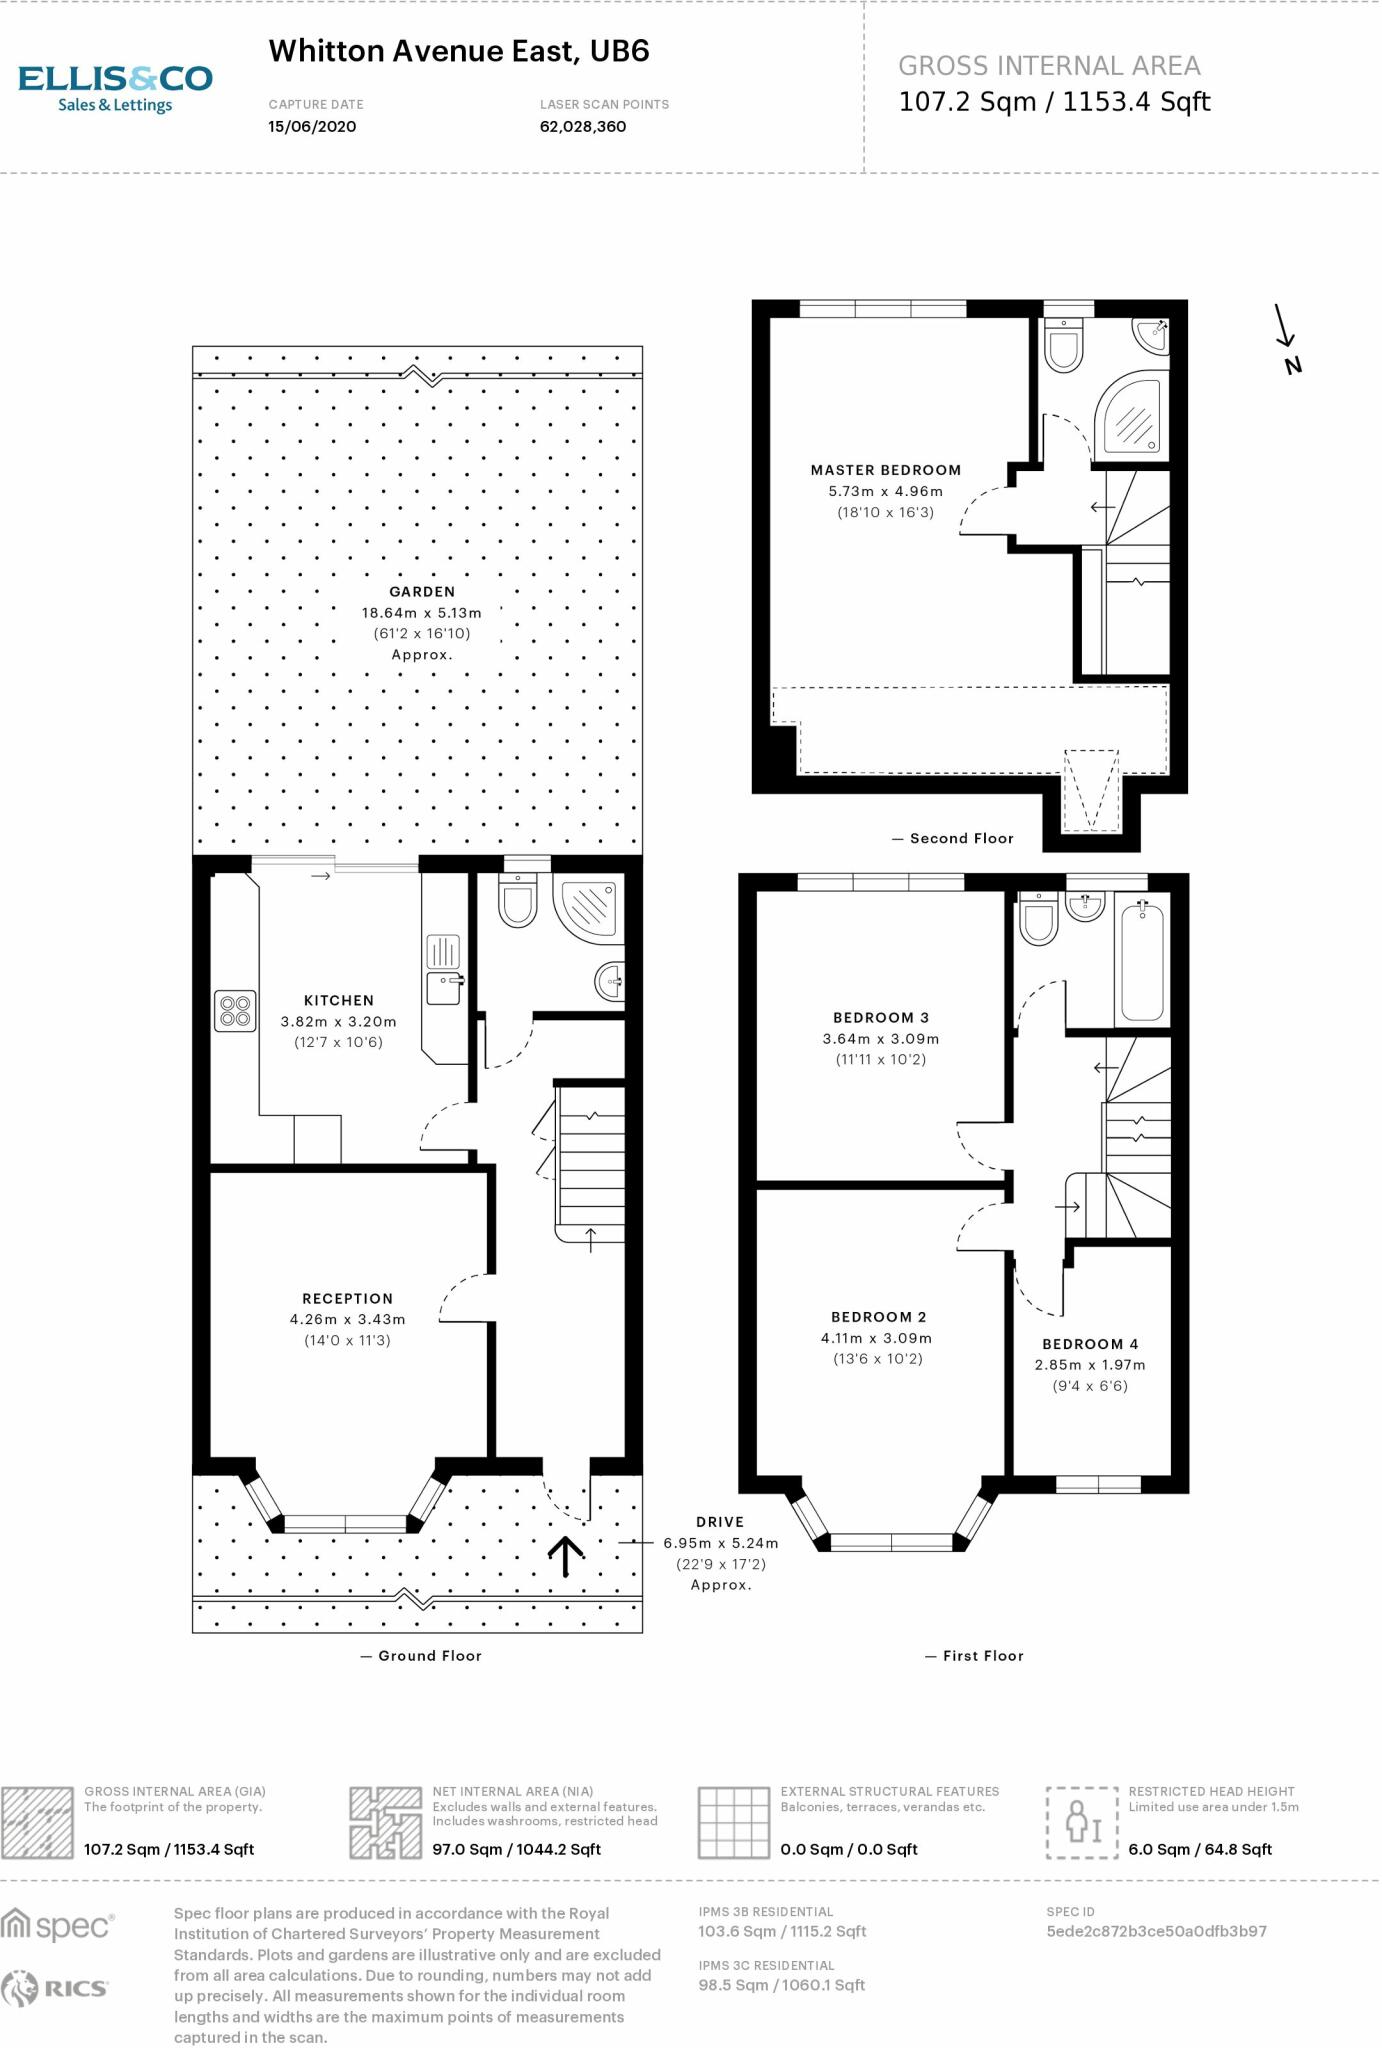 ELLIS&CO
Sales & Lettings
Whitton Avenue East, UB6
CAPTURE DATE
15/06/2020
LASER SCAN POINTS
62,028,360
GROSS INTERNAL AREA
107.2 Sqm / 1153.4 Sqft
N
MASTER BEDROOM
5.73m x 4.96m
(18'10 x 16'3)
— Second Floor
GARDEN
18.64m x 5.13m
(61'2 x 16'10)
Approx.
KITCHEN
3.82m x 3.20m
(12'7 x 10'6)
RECEPTION
4.26m x 3.43m
(14'0 x 11'3)
DRIVE
6.95m x 5.24m
(22'9 x 17'2)
Approx.
— Ground Floor
BEDROOM 3
3.64m x 3.09m
(11'11 x 10'2)
BEDROOM 2
4.11m x 3.09m
(13'6 x 10'2)
BEDROOM 4
2.85m x 1.97m
(9'4 x 6'6)
— First Floor
GROSS INTERNAL AREA (GIA)
The footprint of the property.
107.2 Sqm / 1153.4 Sqft
NET INTERNAL AREA (NIA)
Excludes walls and external features.
Includes washrooms, restricted head
97.0 Sqm / 1044.2 Sqft
EXTERNAL STRUCTURAL FEATURES
Balconies, terraces, verandas etc.
0.0 Sqm / 0.0 Sqft
RESTRICTED HEAD HEIGHT
Limited use area under 1.5m
6.0 Sqm / 64.8 Sqft
spec®
RICS
Spec floor plans are produced in accordance with the Royal
Institution of Chartered Surveyors’ Property Measurement
Standards. Plots and gardens are illustrative only and are excluded
from all area calculations. Due to rounding, numbers may not add
up precisely. All measurements shown for the individual room
lengths and widths are the maximum points of measurements
captured in the scan.
IPMS 3B RESIDENTIAL
103.6 Sqm / 1115.2 Sqft
IPMS 3C RESIDENTIAL
98.5 Sqm / 1060.1 Sqft
SPEC ID
5ede2c872b3ce50a0dfb3b97